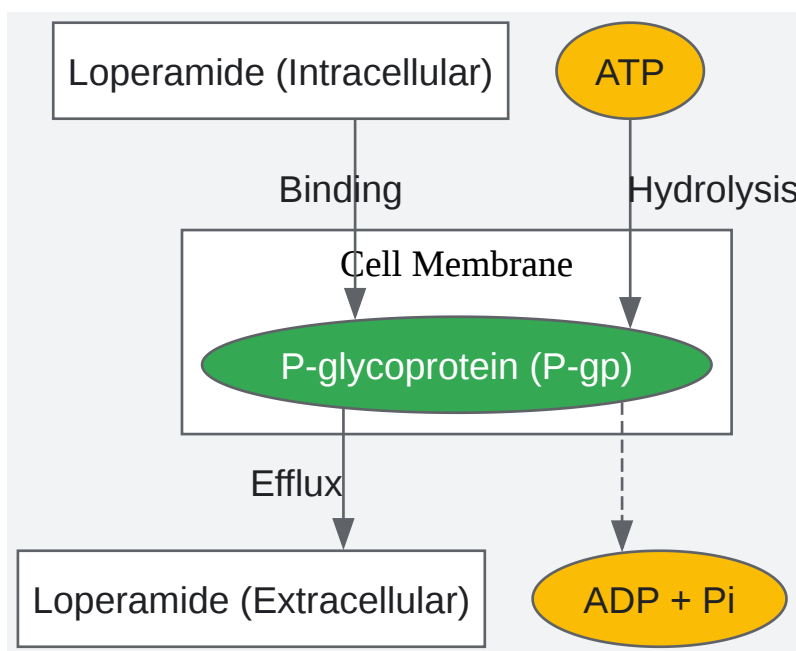 Loperamide (Intracellular)
ATP
Binding
Hydrolysis
Cell Membrane
P-glycoprotein (P-gp)
Efflux
Loperamide (Extracellular)
ADP + Pi